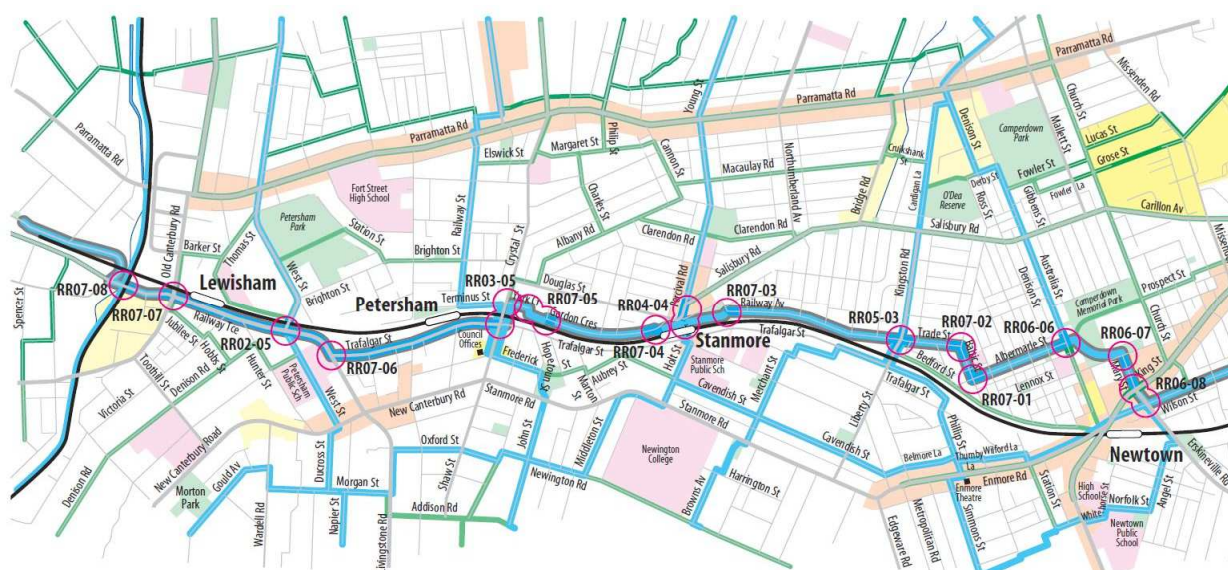 Parramatta Rd
Missenden Rd
Young St
Church St
Mallett St
Denison St
Camperdown Park
Lucas St
Grose St
Parramatta Rd
Parramatta Rd
Parramatta Rd
Elswick St
Margaret St
Philip St
Cannon St
Macaulay Rd
Northumberland Av
Cruikshank St
Cardigan La
Derby St
Ross St
Fowler St
Fowler La
Gibbens St
Carillon Av
Fort Street High School
Railway St
Charles St
Bridge Rd
O'Dea Reserve
Old Canterbury Rd
Petersham Park
Station St
Crystal St
Albany Rd
Clarendon Rd
Clarendon Rd
Salisbury Rd
Salisbury Rd
Australia St
Missenden
Barker St
Thomas St
West St
Brighton St
Brighton St
Douglas St
Percival Rd
Kingston Rd
Denison St
Prospect St
Camperdown Memorial Park
Church St
Spencer St
RR07-08
RR07-07
Lewisham
Petersham
Terminus St
RR03-05
RR07-05
Gordon Cres
RR04-04
RR07-03
Railway Av
RR05-03
RR07-02
RR06-06
RR06-07
Railway Tce
RR02-05
Trafalgar St
Council Offices
Trafalgar St
RR07-04
Stanmore
Trafalgar St
Trade St
Bedford St
Albermarle St
King St
Mary St
RR06-08
Jubilee St
Hobbs St
Hunter St
RR07-06
Frederick
Hopetoun St
Marton St
Aubrey St
Holt St
Stanmore Public Sch
Merchant St
Trafalgar St
Lennox St
RR07-01
Wilson St
Toothill St
Denison Rd
Petersham Public Sch
West St
Stanmore Rd
Cavendish St
Liberty St
Newtown
Erskineville Rd
Victoria St
New Canterbury Rd
Stanmore Rd
Phillip St
Belmore La
Thurnby La
Wilford La
New Canterbury Road
Oxford St
John St
Middleton St
Newington College
Cavendish St
Enmore Theatre
Enmore Rd
Station St
High School
Angel St
Denison Rd
Morton Park
Gould Av
Ducross St
Morgan St
Shaw St
Newington Rd
Browns Av
Harrington St
Simmons St
Whitehorse St
Norfolk St
Wardell Rd
Napier St
Livingstone Rd
Addison Rd
Edgeware Rd
Metropolitan Rd
Newtown Public School